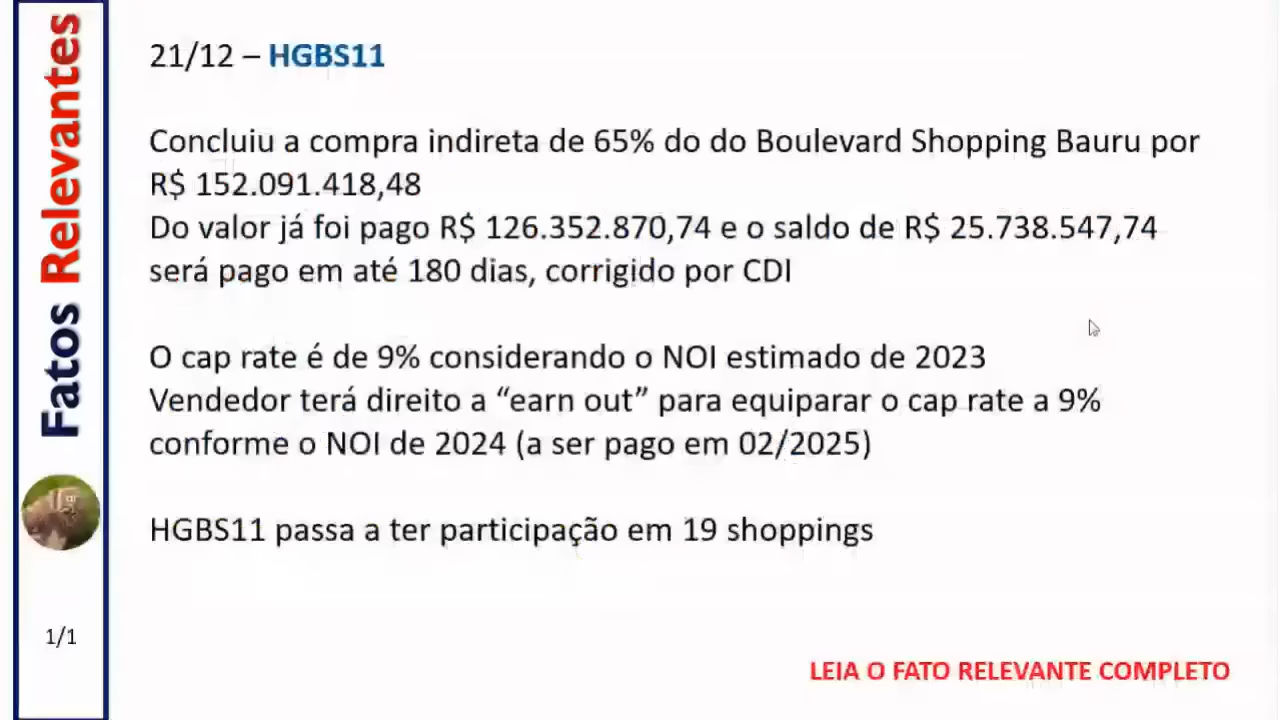 Fatos Relevantes
21/12 – HGBS11
Concluiu a compra indireta de 65% do do Boulevard Shopping Bauru por
R$ 152.091.418,48
Do valor já foi pago R$ 126.352.870,74 e o saldo de R$ 25.738.547,74
será pago em até 180 dias, corrigido por CDI
O cap rate é de 9% considerando o NOI estimado de 2023
Vendedor terá direito a “earn out” para equiparar o cap rate a 9%
conforme o NOI de 2024 (a ser pago em 02/2025)
HGBS11 passa a ter participação em 19 shoppings
1/1
LEIA O FATO RELEVANTE COMPLETO